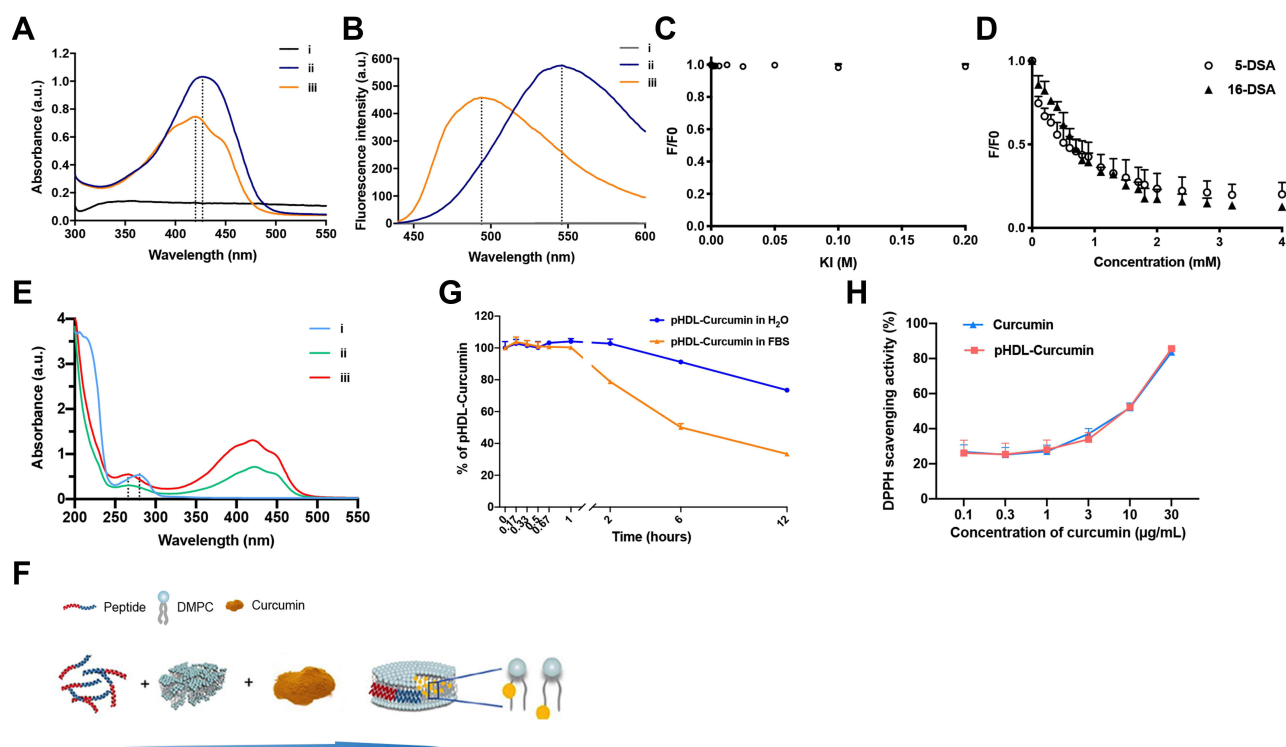 A
i
ii
iii
1.2
1.0
0.8
0.6
0.4
0.2
0.0
Absorbance (a.u.)
300 350 400 450 500 550
Wavelength (nm)
B
i
ii
iii
600
500
400
300
200
100
0
Fluorescence intensity (a.u.)
450 500 550 600
Wavelength (nm)
C
1.0
0.5
0.0
F/F0
0.00 0.05 0.10 0.15 0.20
KI (M)
D
5-DSA
16-DSA
1.0
0.5
0.0
F/F0
0 1 2 3 4
Concentration (mM)
E
i
ii
iii
4
3
2
1
0
Absorbance (a.u.)
200 250 300 350 400 450 500 550
Wavelength (nm)
G
pHDL-Curcumin in H₂O
pHDL-Curcumin in FBS
120
100
80
60
40
20
0
% of pHDL-Curcumin
0 0.17 0.33 0.5 0.67 1 2 6 12
Time (hours)
H
Curcumin
pHDL-Curcumin
100
80
60
40
20
0
DPPH scavenging activity (%)
0.1 0.3 1 3 10 30
Concentration of curcumin (µg/mL)
F
Peptide DMPC Curcumin
+ +